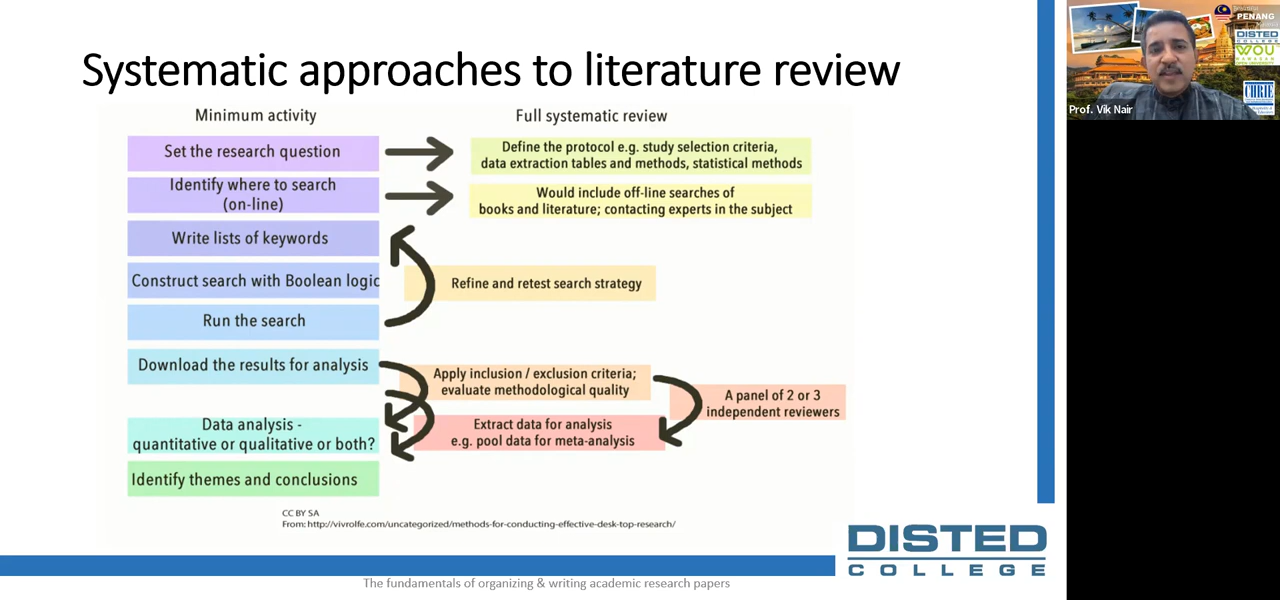 Systematic approaches to literature review
Minimum activity
Full systematic review
Set the research question
Define the protocol e.g. study selection criteria,
data extraction tables and methods, statistical methods
Identify where to search
(on-line)
Would include off-line searches of
books and literature; contacting experts in the subject
Write lists of keywords
Construct search with Boolean logic
Refine and retest search strategy
Run the search
Download the results for analysis
Apply inclusion / exclusion criteria;
evaluate methodological quality
A panel of 2 or 3
independent reviewers
Data analysis -
quantitative or qualitative or both?
Extract data for analysis
e.g. pool data for meta-analysis
Identify themes and conclusions
CC BY SA
From: http://vivrolfe.com/uncategorized/methods-for-conducting-effective-desk-top-research/
DISTED
COLLEGE
The fundamentals of organizing & writing academic research papers
PENANG
DISTED
COLLEGE
WOU
CHRIE
Prof. Vik Nair